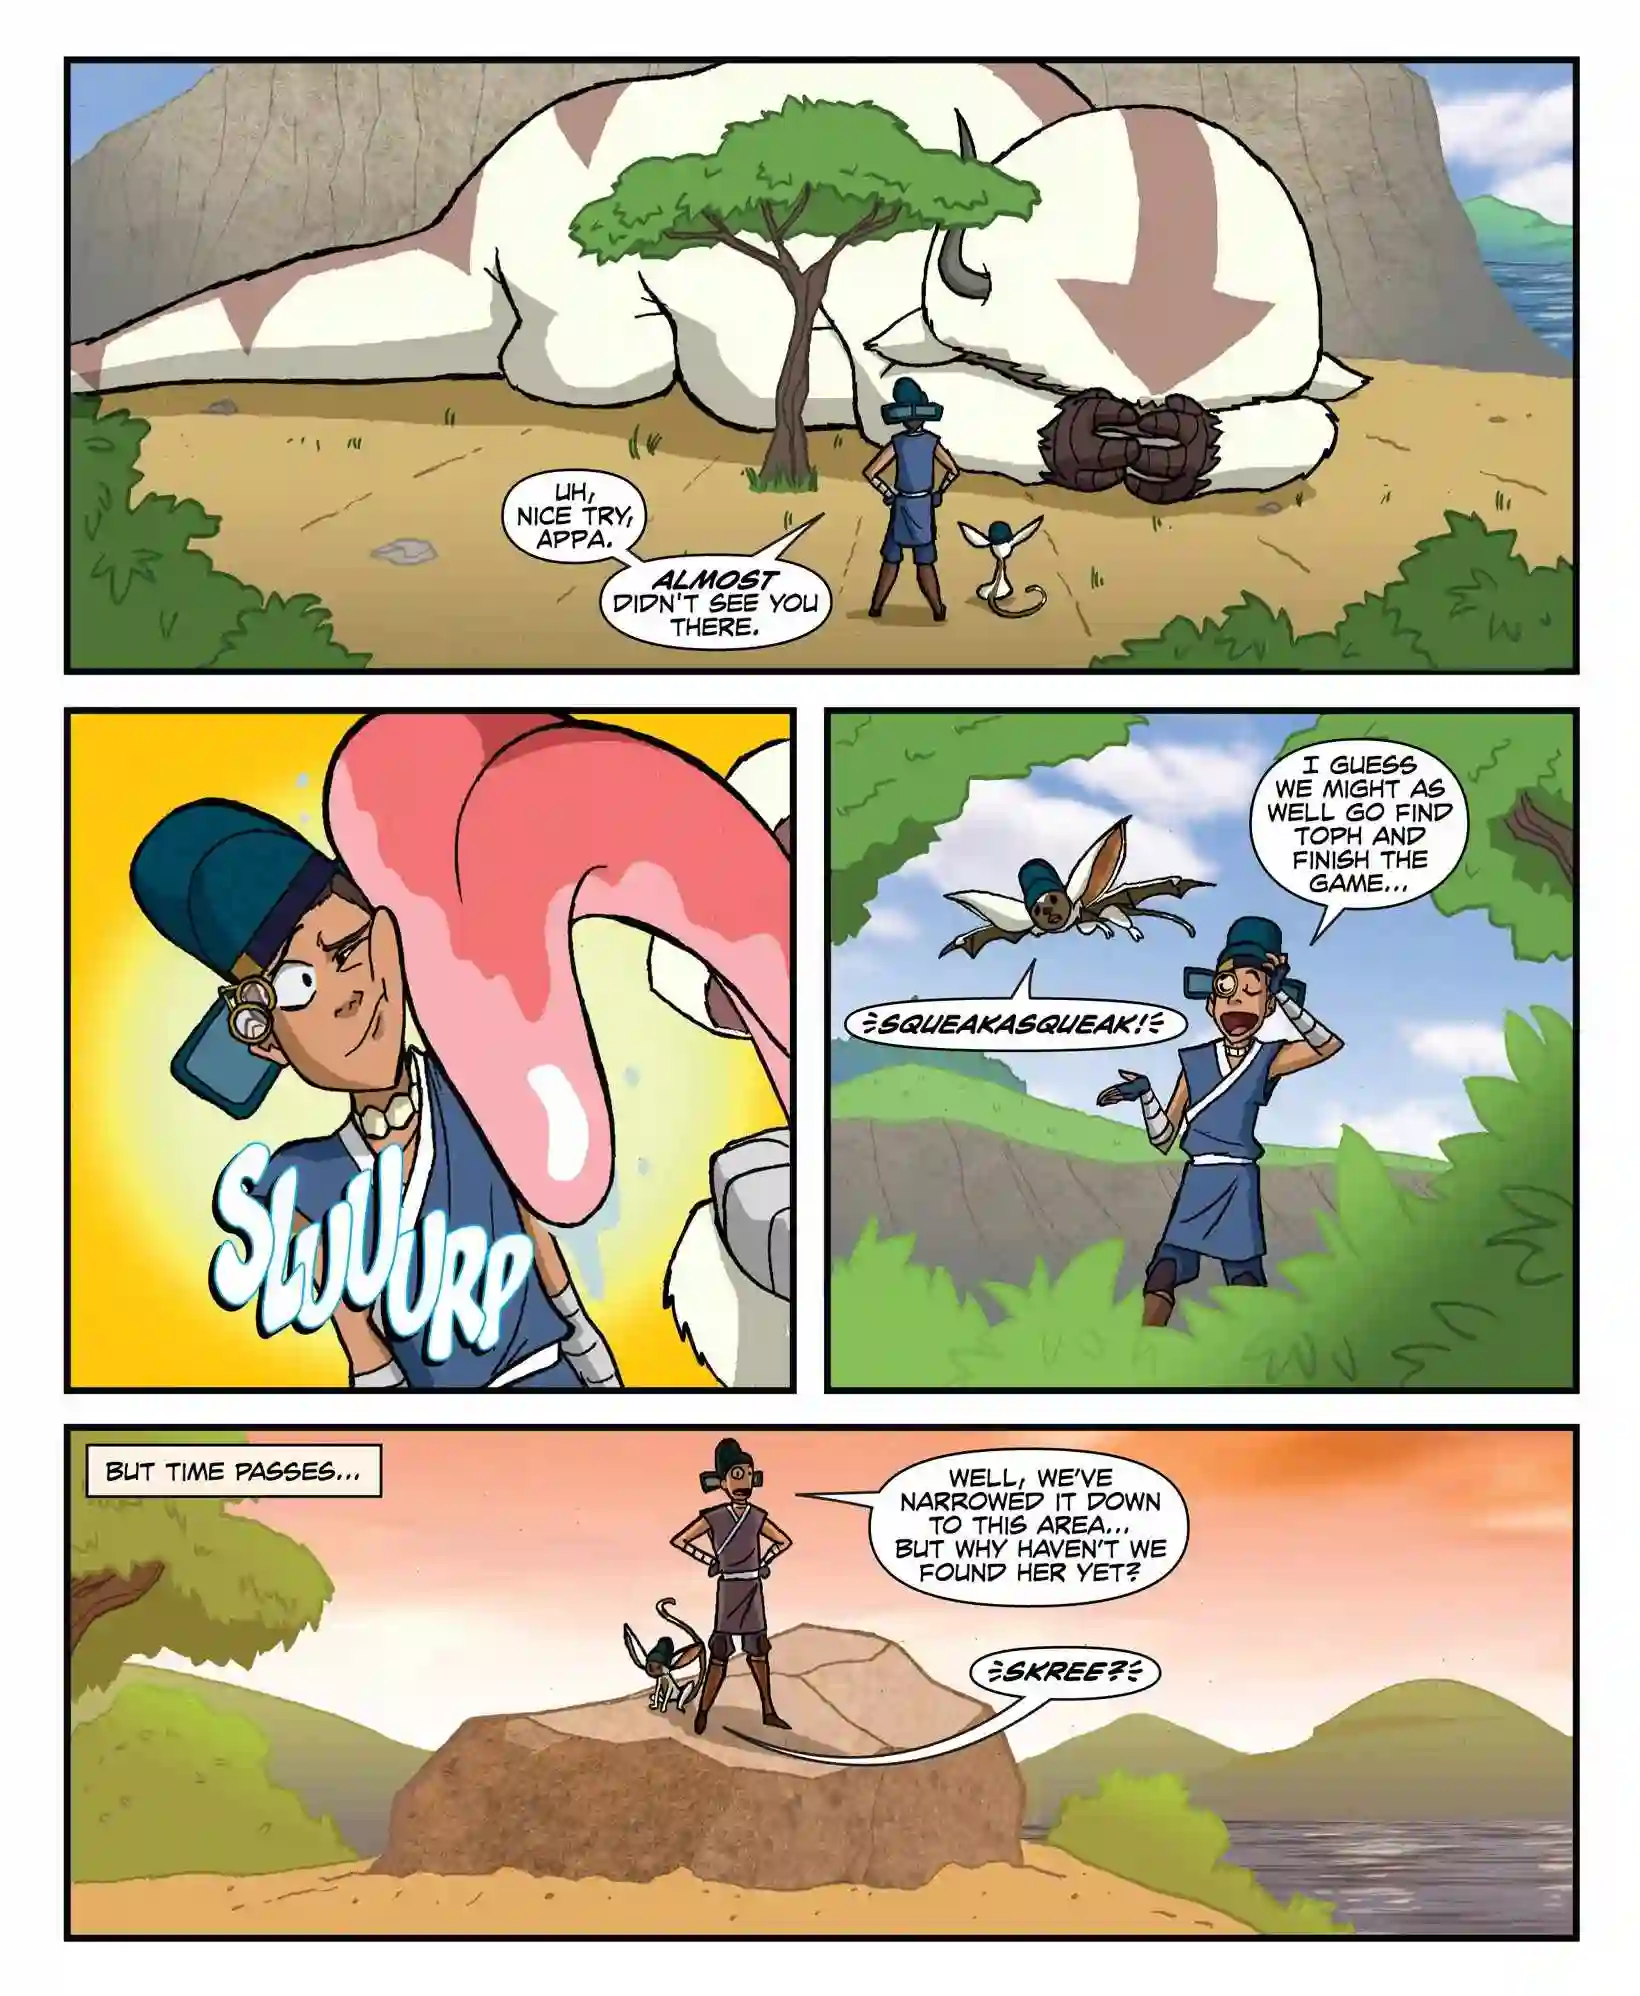 UH,
NICE TRY,
APPA.
ALMOST
DIDN'T SEE YOU
THERE.
SLUUURP
I GUESS
WE MIGHT AS
WELL GO FIND
TOPH AND
FINISH THE
GAME...
SQUEAKASQUEAK!
BUT TIME PASSES...
WELL, WE'VE
NARROWED IT DOWN
TO THIS AREA...
BUT WHY HAVEN'T WE
FOUND HER YET?
SKREE?